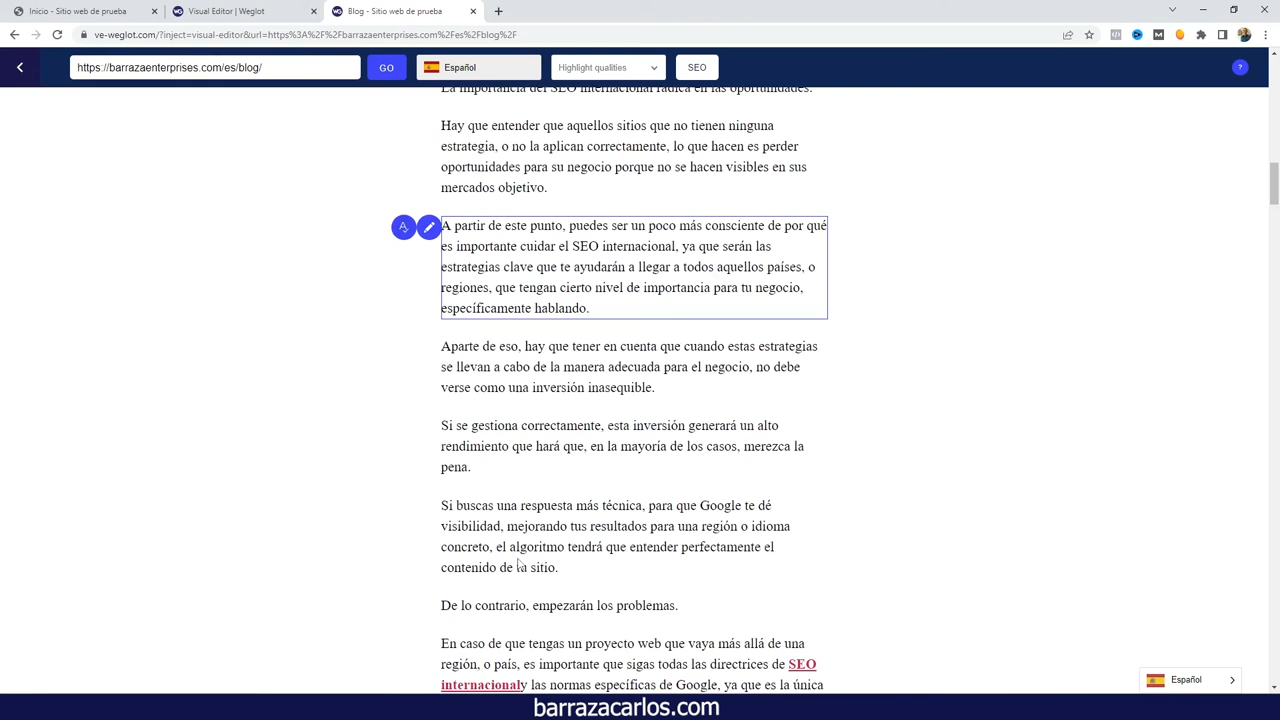 Inicio - Sitio web de prueba
Visual Editor | Weglot
Blog - Sitio web de prueba
ve-weglot.com/?inject=visual-editor&url=https%3A%2F%2Fbarrazaenterprises.com%2Fes%2Fblog%2F
https://barrazaenterprises.com/es/blog/
GO
Español
Highlight qualities
SEO
?
La importancia del SEO internacional radica en las oportunidades.
Hay que entender que aquellos sitios que no tienen ninguna
estrategia, o no la aplican correctamente, lo que hacen es perder
oportunidades para su negocio porque no se hacen visibles en sus
mercados objetivo.
A partir de este punto, puedes ser un poco más consciente de por qué
es importante cuidar el SEO internacional, ya que serán las
estrategias clave que te ayudarán a llegar a todos aquellos países, o
regiones, que tengan cierto nivel de importancia para tu negocio,
específicamente hablando.
Aparte de eso, hay que tener en cuenta que cuando estas estrategias
se llevan a cabo de la manera adecuada para el negocio, no debe
verse como una inversión inasequible.
Si se gestiona correctamente, esta inversión generará un alto
rendimiento que hará que, en la mayoría de los casos, merezca la
pena.
Si buscas una respuesta más técnica, para que Google te dé
visibilidad, mejorando tus resultados para una región o idioma
concreto, el algoritmo tendrá que entender perfectamente el
contenido de la sitio.
De lo contrario, empezarán los problemas.
En caso de que tengas un proyecto web que vaya más allá de una
región, o país, es importante que sigas todas las directrices de SEO
internacionaly las normas específicas de Google, ya que es la única
Español
barrazacarlos.com